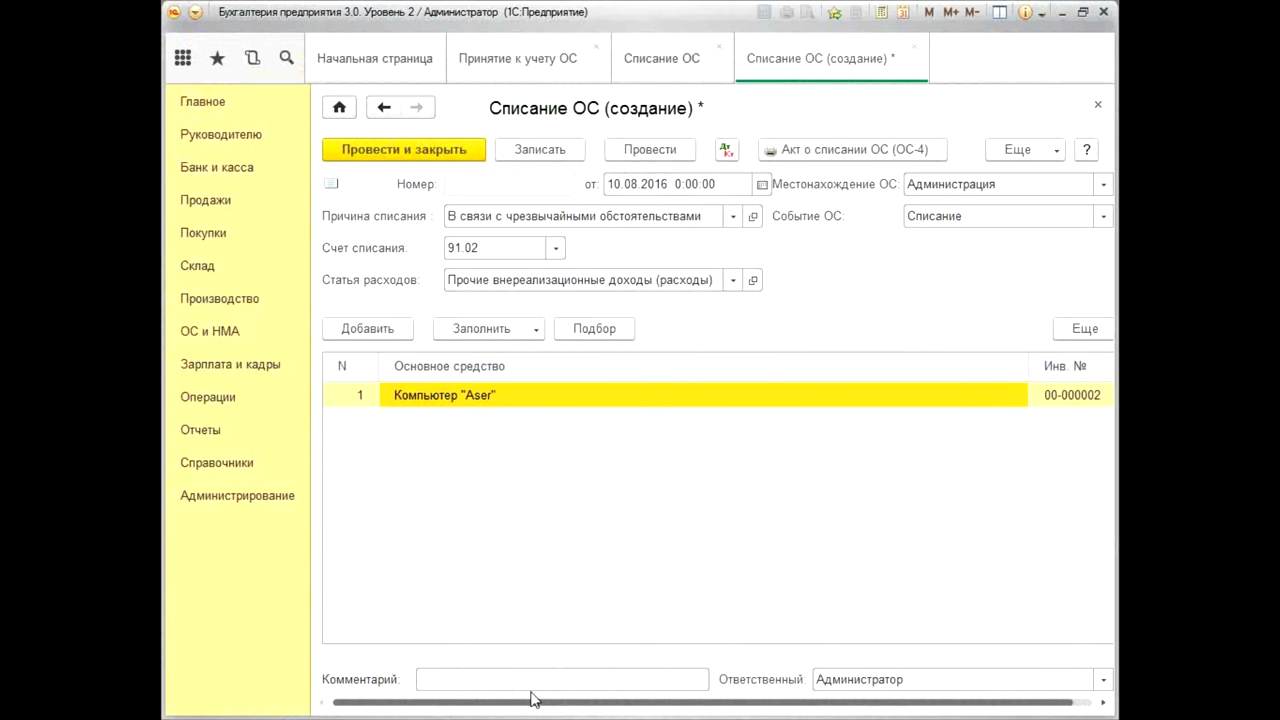 Бухгалтерия предприятия 3.0. Уровень 2 / Администратор (1С:Предприятие)
M M+ M-
Начальная страница
Принятие к учету ОС
Списание ОС
Списание ОС (создание) *
Главное
Руководителю
Банк и касса
Продажи
Покупки
Склад
Производство
ОС и НМА
Зарплата и кадры
Операции
Отчеты
Справочники
Администрирование
Списание ОС (создание) *
Провести и закрыть
Записать
Провести
Дт Кт
Акт о списании ОС (ОС-4)
Еще
?
Номер:
от: 10.08.2016 0:00:00
Местонахождение ОС: Администрация
Причина списания : В связи с чрезвычайными обстоятельствами
Событие ОС: Списание
Счет списания: 91.02
Статья расходов: Прочие внереализационные доходы (расходы)
Добавить
Заполнить
Подбор
Еще
N Основное средство Инв. №
1 Компьютер "Aser" 00-000002
Комментарий:
Ответственный: Администратор